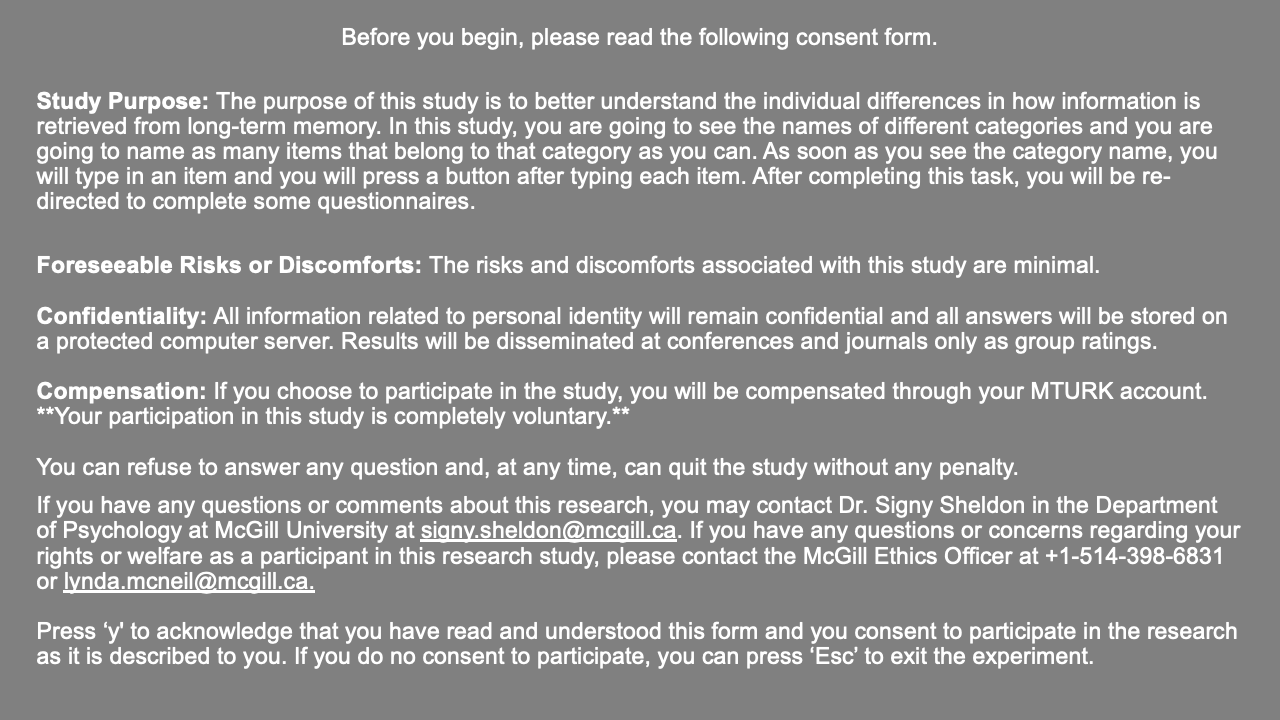 Before you begin, please read the following consent form.
Study Purpose: The purpose of this study is to better understand the individual differences in how information is
retrieved from long-term memory. In this study, you are going to see the names of different categories and you are
going to name as many items that belong to that category as you can. As soon as you see the category name, you
will type in an item and you will press a button after typing each item. After completing this task, you will be re-
directed to complete some questionnaires.
Foreseeable Risks or Discomforts: The risks and discomforts associated with this study are minimal.
Confidentiality: All information related to personal identity will remain confidential and all answers will be stored on
a protected computer server. Results will be disseminated at conferences and journals only as group ratings.
Compensation: If you choose to participate in the study, you will be compensated through your MTURK account.
**Your participation in this study is completely voluntary.**
You can refuse to answer any question and, at any time, can quit the study without any penalty.
If you have any questions or comments about this research, you may contact Dr. Signy Sheldon in the Department
of Psychology at McGill University at signy.sheldon@mcgill.ca. If you have any questions or concerns regarding your
rights or welfare as a participant in this research study, please contact the McGill Ethics Officer at +1-514-398-6831
or lynda.mcneil@mcgill.ca.
Press ‘y' to acknowledge that you have read and understood this form and you consent to participate in the research
as it is described to you. If you do no consent to participate, you can press ‘Esc’ to exit the experiment.